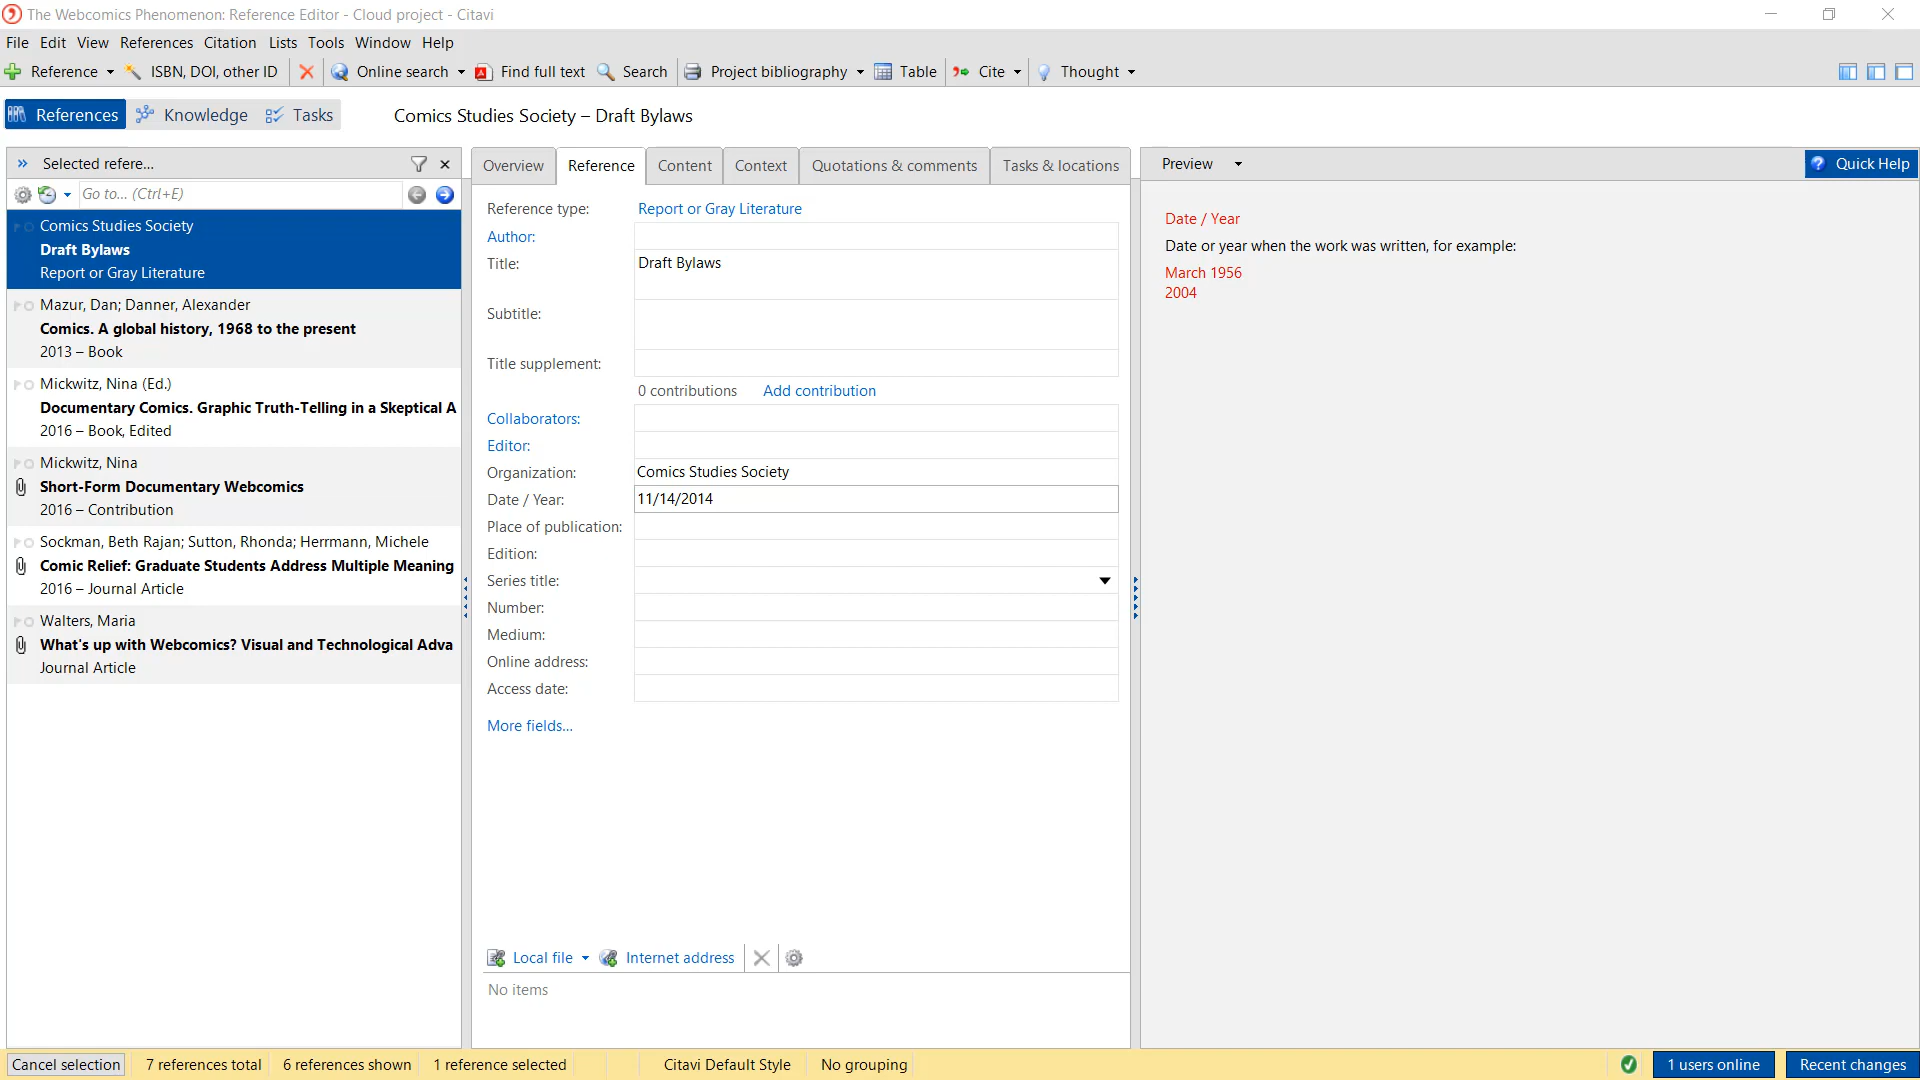 The Webcomics Phenomenon: Reference Editor - Cloud project - Citavi
File Edit View References Citation Lists Tools Window Help
Reference ISBN, DOI, other ID Online search Find full text Search Project bibliography Table Cite Thought
References Knowledge Tasks
Comics Studies Society – Draft Bylaws
Selected refere...
Go to... (Ctrl+E)
Comics Studies Society
Draft Bylaws
Report or Gray Literature
Mazur, Dan; Danner, Alexander
Comics. A global history, 1968 to the present
2013 – Book
Mickwitz, Nina (Ed.)
Documentary Comics. Graphic Truth-Telling in a Skeptical A
2016 – Book, Edited
Mickwitz, Nina
Short-Form Documentary Webcomics
2016 – Contribution
Sockman, Beth Rajan; Sutton, Rhonda; Herrmann, Michele
Comic Relief: Graduate Students Address Multiple Meaning
2016 – Journal Article
Walters, Maria
What's up with Webcomics? Visual and Technological Adva
Journal Article
Overview Reference Content Context Quotations & comments Tasks & locations
Reference type: Report or Gray Literature
Author:
Title: Draft Bylaws
Subtitle:
Title supplement:
0 contributions Add contribution
Collaborators:
Editor:
Organization: Comics Studies Society
Date / Year: 11/14/2014
Place of publication:
Edition:
Series title:
Number:
Medium:
Online address:
Access date:
More fields...
Local file Internet address
No items
Preview
Quick Help
Date / Year
Date or year when the work was written, for example:
March 1956
2004
Cancel selection 7 references total 6 references shown 1 reference selected Citavi Default Style No grouping 1 users online Recent changes